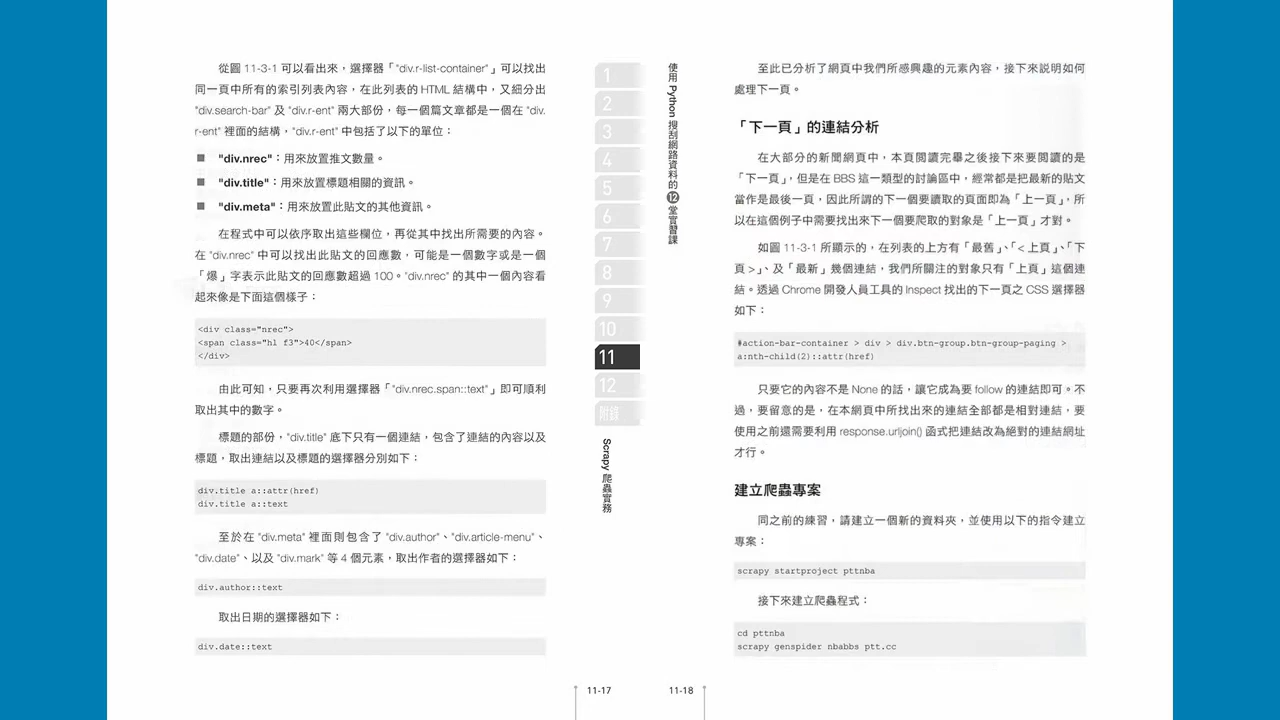 從圖 11-3-1 可以看出來，選擇器「"div.r-list-container"」可以找出
同一頁中所有的索引列表內容，在此列表的 HTML 結構中，又細分出
"div.search-bar" 及 "div.r-ent" 兩大部份，每一個篇文章都是一個在 "div.
r-ent" 裡面的結構，"div.r-ent" 中包括了以下的單位：
■ "div.nrec"：用來放置推文數量。
■ "div.title"：用來放置標題相關的資訊。
■ "div.meta"：用來放置此貼文的其他資訊。
在程式中可以依序取出這些欄位，再從其中找出所需要的內容。
在 "div.nrec" 中可以找出此貼文的回應數，可能是一個數字或是一個
「爆」字表示此貼文的回應數超過 100。"div.nrec" 的其中一個內容看
起來像是下面這個樣子：
<div class="nrec">
<span class="hl f3">40</span>
</div>
由此可知，只要再次利用選擇器「"div.nrec.span::text"」即可順利
取出其中的數字。
標題的部份，"div.title" 底下只有一個連結，包含了連結的內容以及
標題，取出連結以及標題的選擇器分別如下：
div.title a::attr(href)
div.title a::text
至於在 "div.meta" 裡面則包含了 "div.author"、"div.article-menu"、
"div.date"、以及 "div.mark" 等 4 個元素，取出作者的選擇器如下：
div.author::text
取出日期的選擇器如下：
div.date::text
11-17
1
2
3
4
5
6
7
8
9
10
11
12
附錄
Scrapy 爬蟲實務
使用 Python 搜刮網路資料的 12 堂實習課
至此已分析了網頁中我們所感興趣的元素內容，接下來說明如何
處理下一頁。
「下一頁」的連結分析
在大部分的新聞網頁中，本頁閱讀完畢之後接下來要閱讀的是
「下一頁」，但是在 BBS 這一類型的討論區中，經常都是把最新的貼文
當作是最後一頁，因此所謂的下一個要讀取的頁面即為「上一頁」，所
以在這個例子中需要找出來下一個要爬取的對象是「上一頁」才對。
如圖 11-3-1 所顯示的，在列表的上方有「最舊」、「< 上頁」、「下
頁 >」、及「最新」幾個連結，我們所關注的對象只有「上頁」這個連
結。透過 Chrome 開發人員工具的 Inspect 找出的下一頁之 CSS 選擇器
如下：
#action-bar-container > div > div.btn-group.btn-group-paging >
a:nth-child(2)::attr(href)
只要它的內容不是 None 的話，讓它成為要 follow 的連結即可。不
過，要留意的是，在本網頁中所找出來的連結全部都是相對連結，要
使用之前還需要利用 response.urljoin() 函式把連結改為絕對的連結網址
才行。
建立爬蟲專案
同之前的練習，請建立一個新的資料夾，並使用以下的指令建立
專案：
scrapy startproject pttnba
接下來建立爬蟲程式：
cd pttnba
scrapy genspider nbabbs ptt.cc
11-18